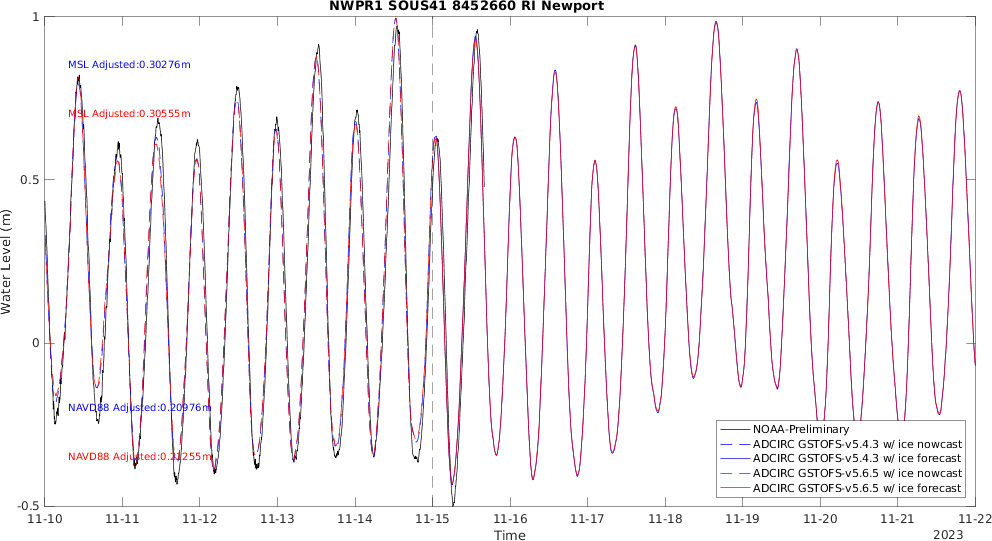 NWPR1 SOUS41 8452660 RI Newport
1
MSL Adjusted:0.30276m
MSL Adjusted:0.30555m
0.5
Water Level (m)
0
NAVD88 Adjusted:0.20976m
NAVD88 Adjusted:0.21255m
NOAA-Preliminary
ADCIRC GSTOFS-v5.4.3 w/ ice nowcast
ADCIRC GSTOFS-v5.4.3 w/ ice forecast
ADCIRC GSTOFS-v5.6.5 w/ ice nowcast
ADCIRC GSTOFS-v5.6.5 w/ ice forecast
-0.5
11-10 11-11 11-12 11-13 11-14 11-15 11-16 11-17 11-18 11-19 11-20 11-21 11-22
Time
2023